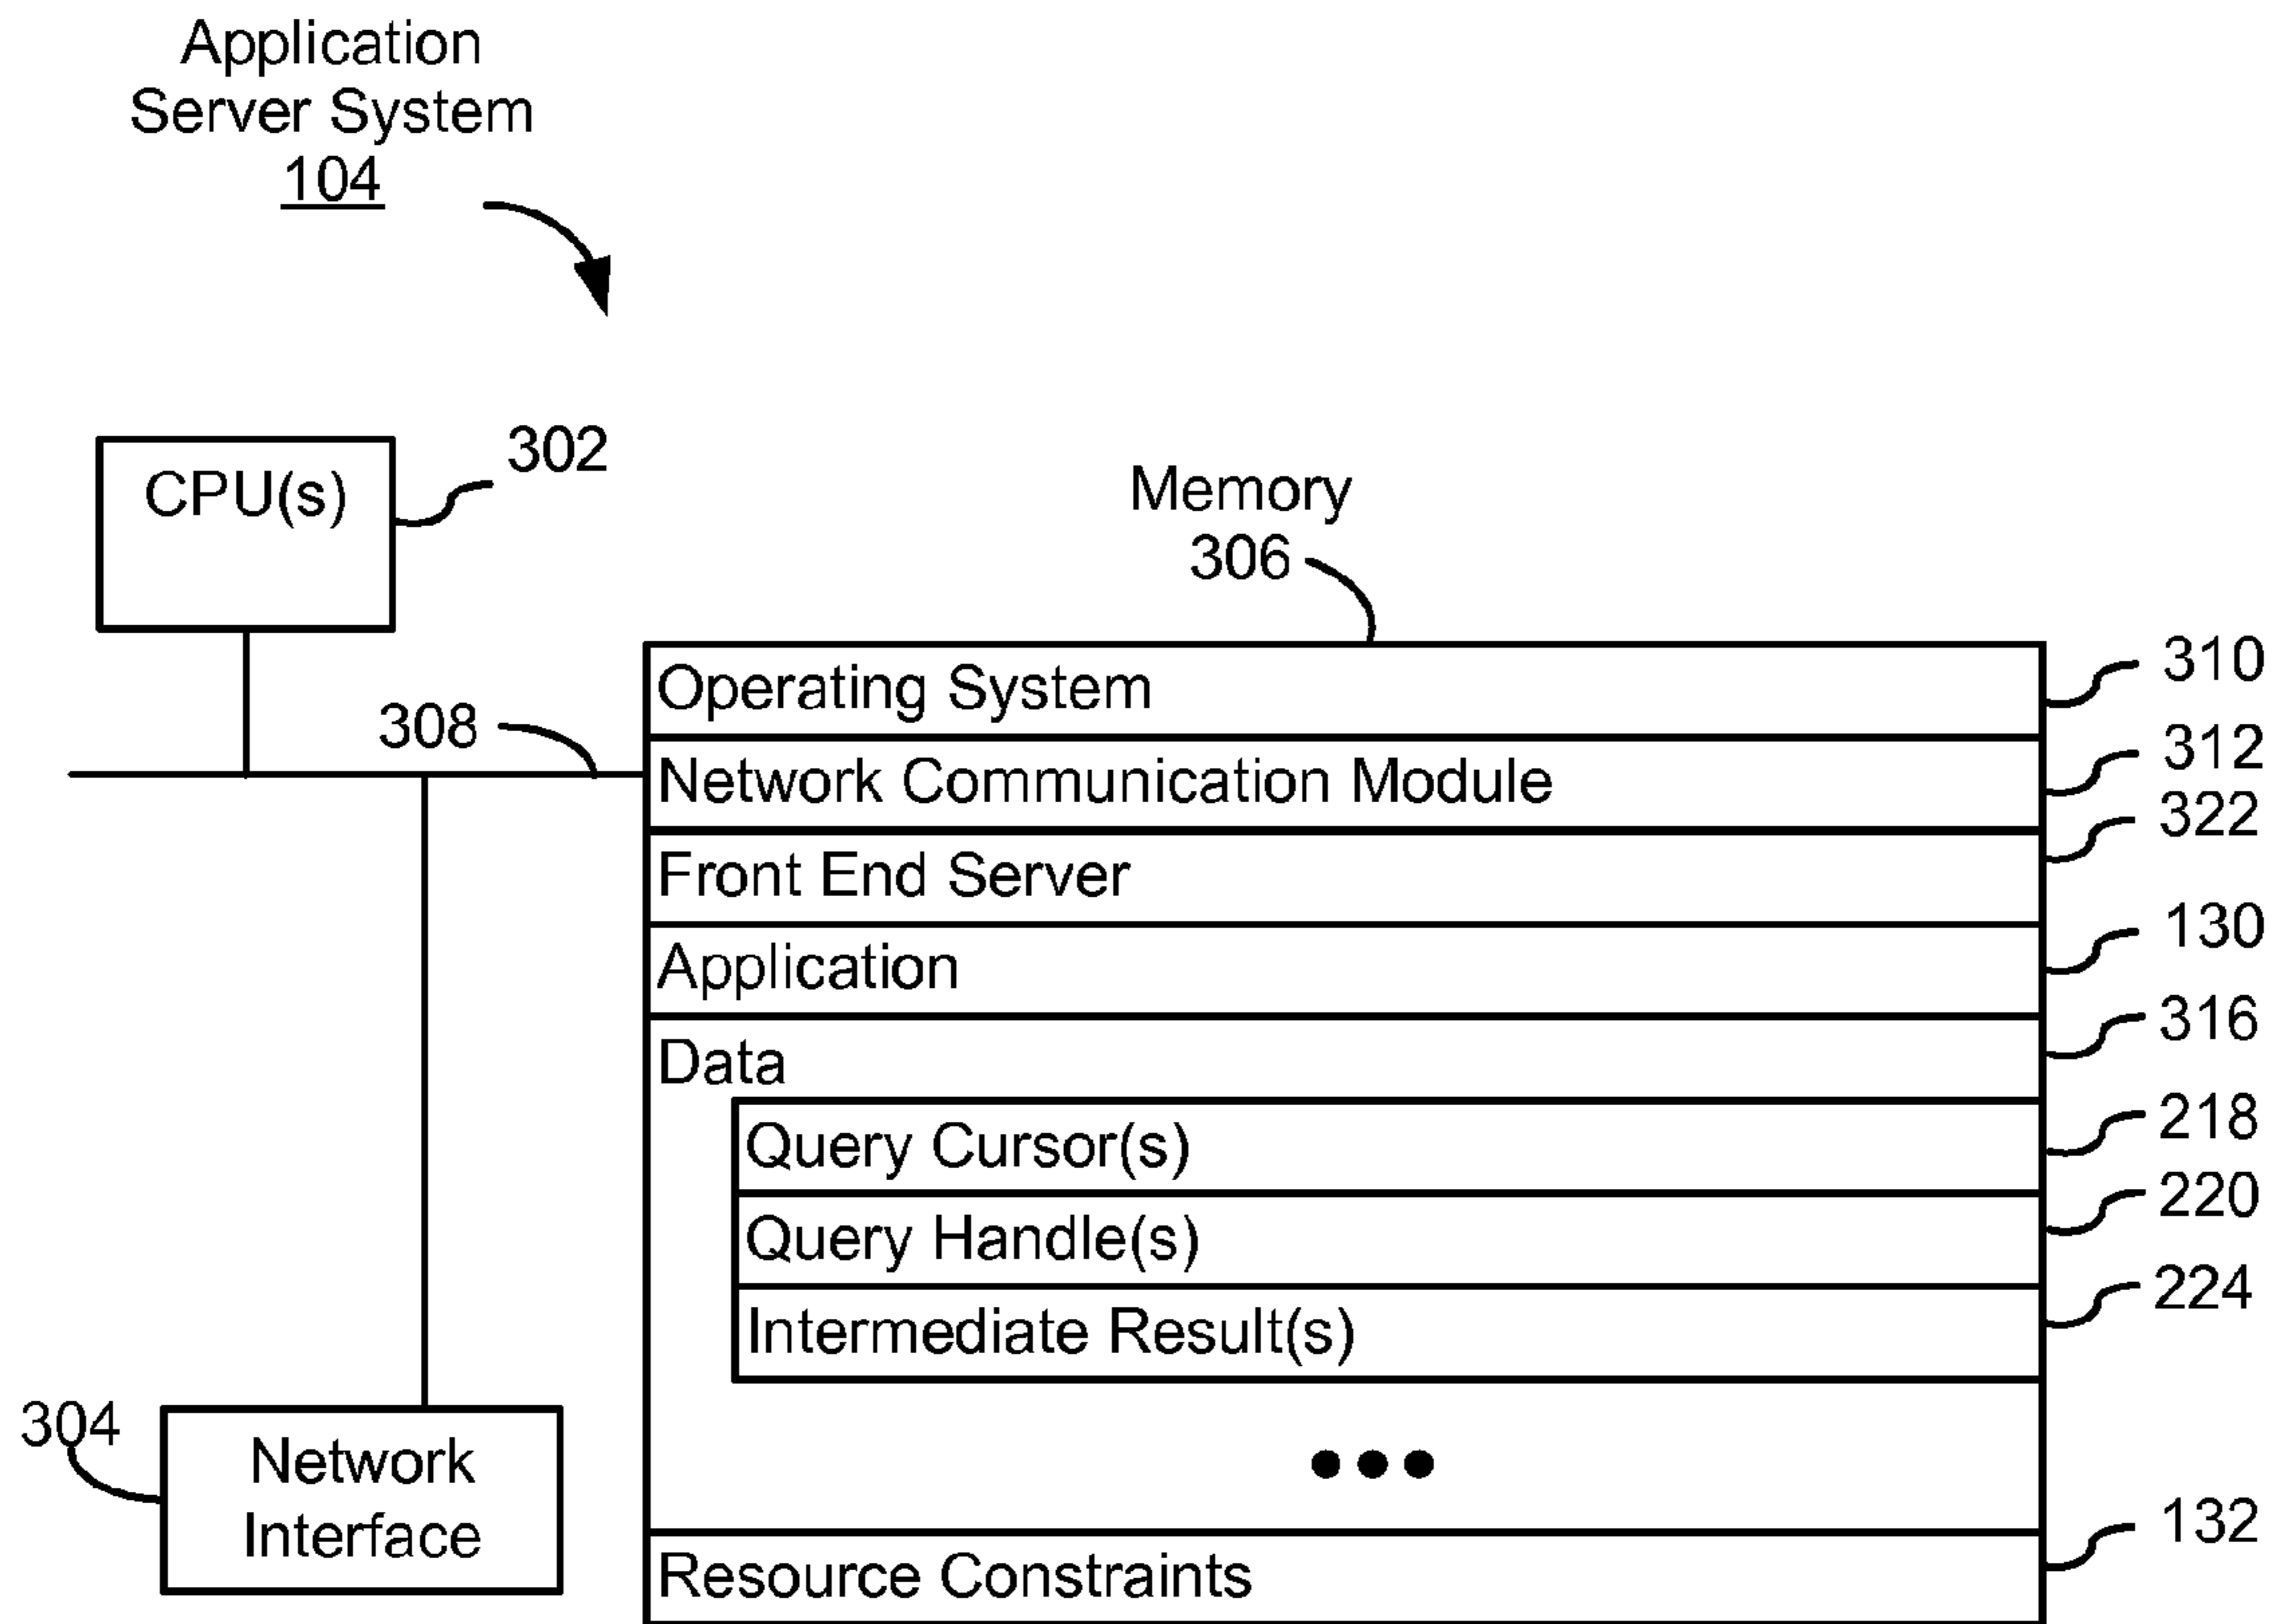 Application
Server System
104
CPU(s)
302
Memory
306
308
Operating System
310
Network Communication Module
312
Front End Server
322
Application
130
Data
316
Query Cursor(s)
218
Query Handle(s)
220
Intermediate Result(s)
224
304
Network
Interface
Resource Constraints
132